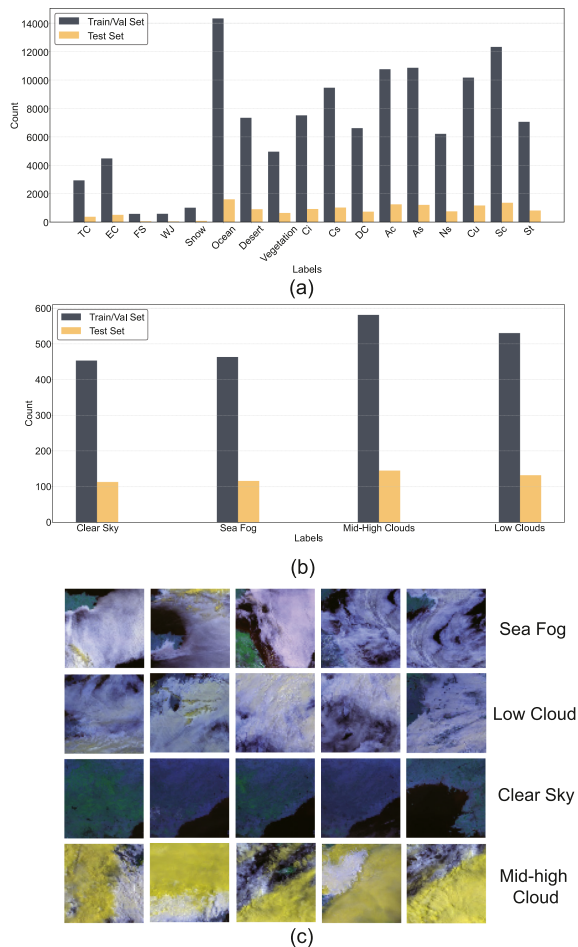 Train/Val Set
Test Set
14000
12000
10000
8000
6000
4000
2000
0
Count
TC
EC
FS
WJ
Snow
Ocean
Desert
Vegetation
Ci
Cs
DC
Ac
As
Ns
Cu
Sc
St
Labels
(a)
Train/Val Set
Test Set
600
500
400
300
200
100
0
Count
Clear Sky
Sea Fog
Mid-High Clouds
Low Clouds
Labels
(b)
Sea Fog
Low Cloud
Clear Sky
Mid-high
Cloud
(c)